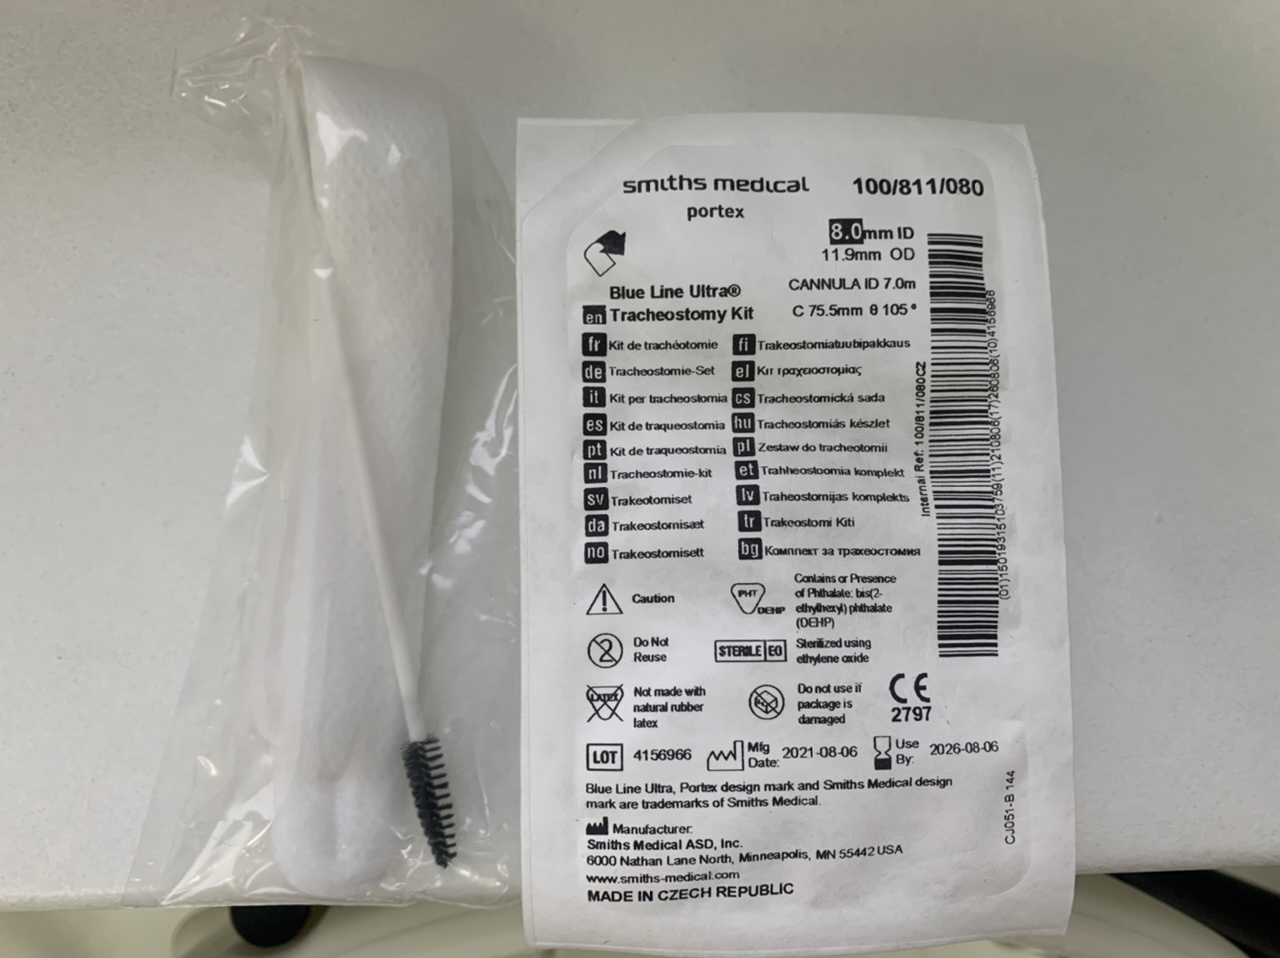 smiths medical 100/811/080
portex
8.0mm ID
11.9mm OD
CANNULA ID 7.0m
C 75.5mm θ 105°
Blue Line Ultra®
en Tracheostomy Kit
fr Kit de trachéotomie
de Tracheostomie-Set
it Kit per tracheostomia
es Kit de traqueostomia
pt Kit de traqueostomia
nl Tracheostomie-kit
sv Trakeotomiset
da Trakeostomisæt
no Trakeostomisett
fi Trakeostomiatuubipakkaus
el Κιτ τραχειοστομίας
cs Tracheostomická sada
hu Tracheostomiás készlet
pl Zestaw do tracheotomii
et Trahheostoomia komplekt
lv Traheostomijas komplekts
tr Trakeostomi Kiti
bg Комплект за трахеостомия
Internal Ref: 100/811/080CZ
(01)15019315103759(11)210806(17)260806(10)4156966
Caution
PHT
DEHP
Contains or Presence
of Phthalate: bis(2-
ethylhexyl) phthalate
(DEHP)
2
Do Not
Reuse
STERILE EO
Sterilized using
ethylene oxide
LATEX
Not made with
natural rubber
latex
Do not use if
package is
damaged
CE
2797
LOT 4156966
Mfg
Date: 2021-08-06
Use
By: 2026-08-06
Blue Line Ultra, Portex design mark and Smiths Medical design
mark are trademarks of Smiths Medical.
Manufacturer:
Smiths Medical ASD, Inc.
6000 Nathan Lane North, Minneapolis, MN 55442 USA
www.smiths-medical.com
MADE IN CZECH REPUBLIC
CJ051-B 144